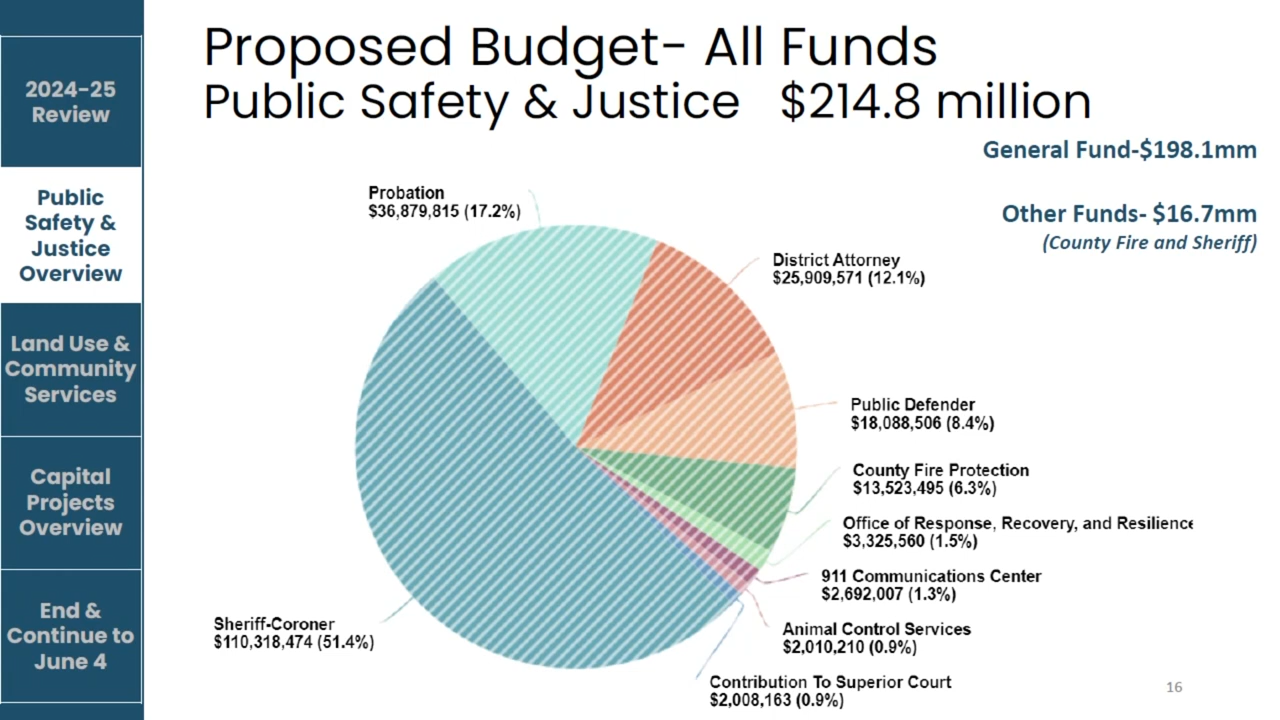 Proposed Budget- All Funds
Public Safety & Justice $214.8 million
General Fund-$198.1mm
Other Funds- $16.7mm
(County Fire and Sheriff)
2024-25
Review
Public
Safety &
Justice
Overview
Land Use &
Community
Services
Capital
Projects
Overview
End &
Continue to
June 4
Probation
$36,879,815 (17.2%)
District Attorney
$25,909,571 (12.1%)
Public Defender
$18,088,506 (8.4%)
County Fire Protection
$13,523,495 (6.3%)
Office of Response, Recovery, and Resilience
$3,325,560 (1.5%)
911 Communications Center
$2,692,007 (1.3%)
Animal Control Services
$2,010,210 (0.9%)
Contribution To Superior Court
$2,008,163 (0.9%)
Sheriff-Coroner
$110,318,474 (51.4%)
16